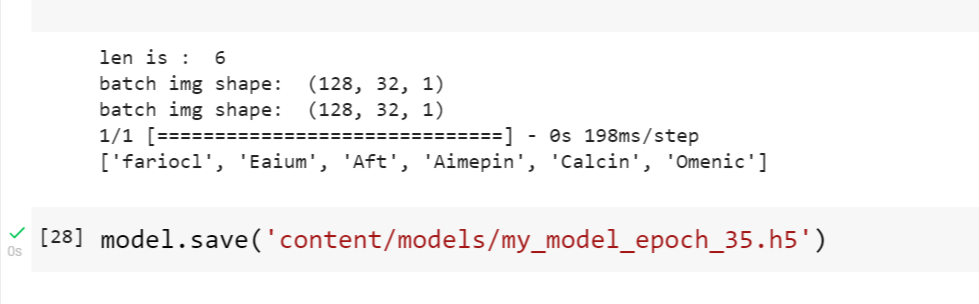 len is :  6
batch img shape:  (128, 32, 1)
batch img shape:  (128, 32, 1)
1/1 [==============================] - 0s 198ms/step
['fariocl', 'Eaium', 'Aft', 'Aimepin', 'Calcin', 'Omenic']
[28] model.save('content/models/my_model_epoch_35.h5')
0s